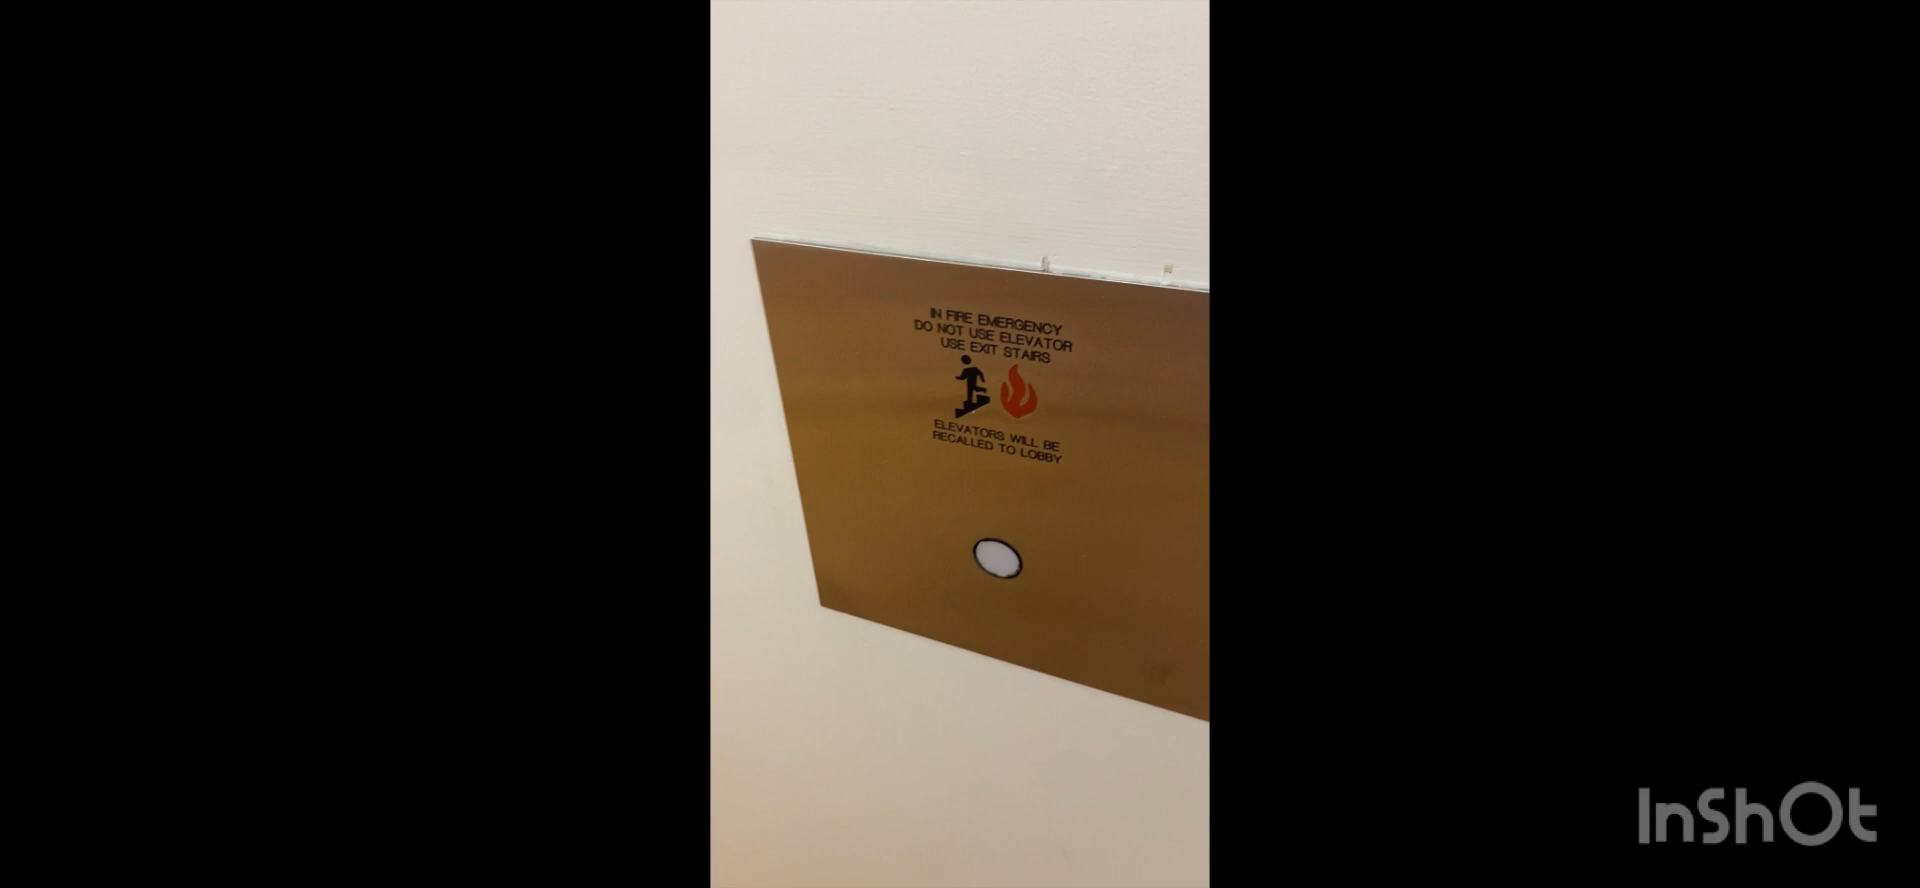 IN FIRE EMERGENCY
DO NOT USE ELEVATOR
USE EXIT STAIRS
ELEVATORS WILL BE
RECALLED TO LOBBY
InShOt